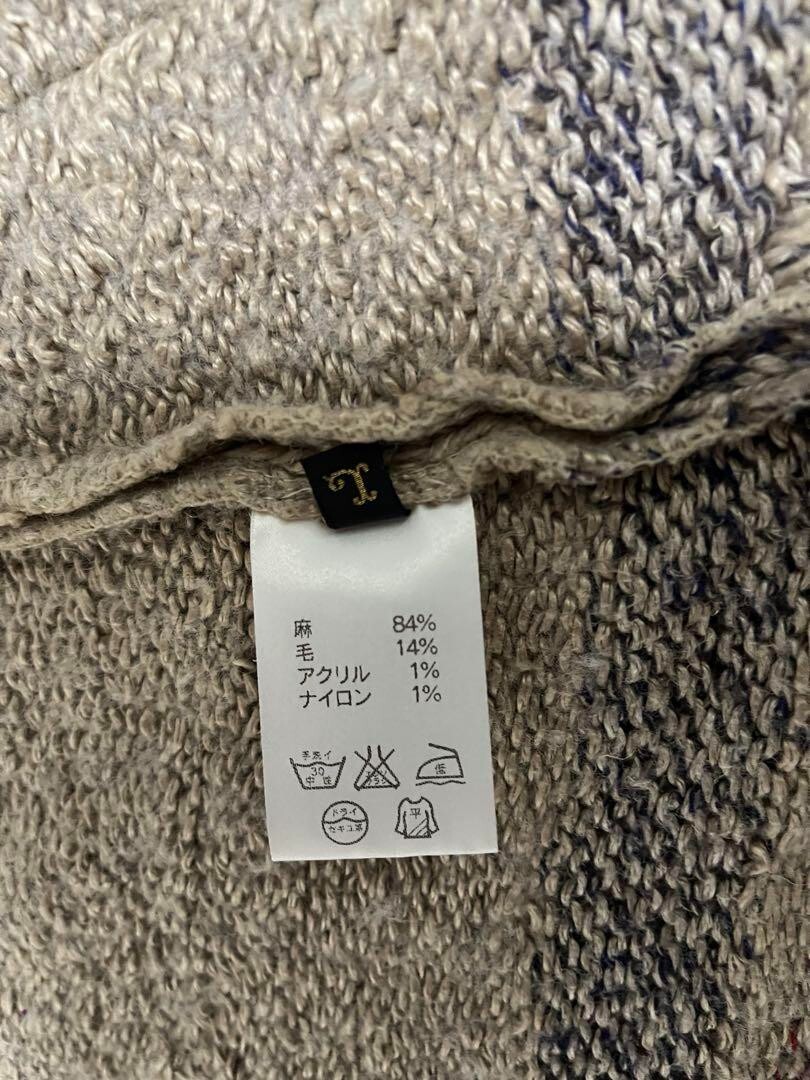 麻 84%
毛 14%
アクリル 1%
ナイロン 1%
手洗イ
30
中性
低
ドライ
セキユ系
平